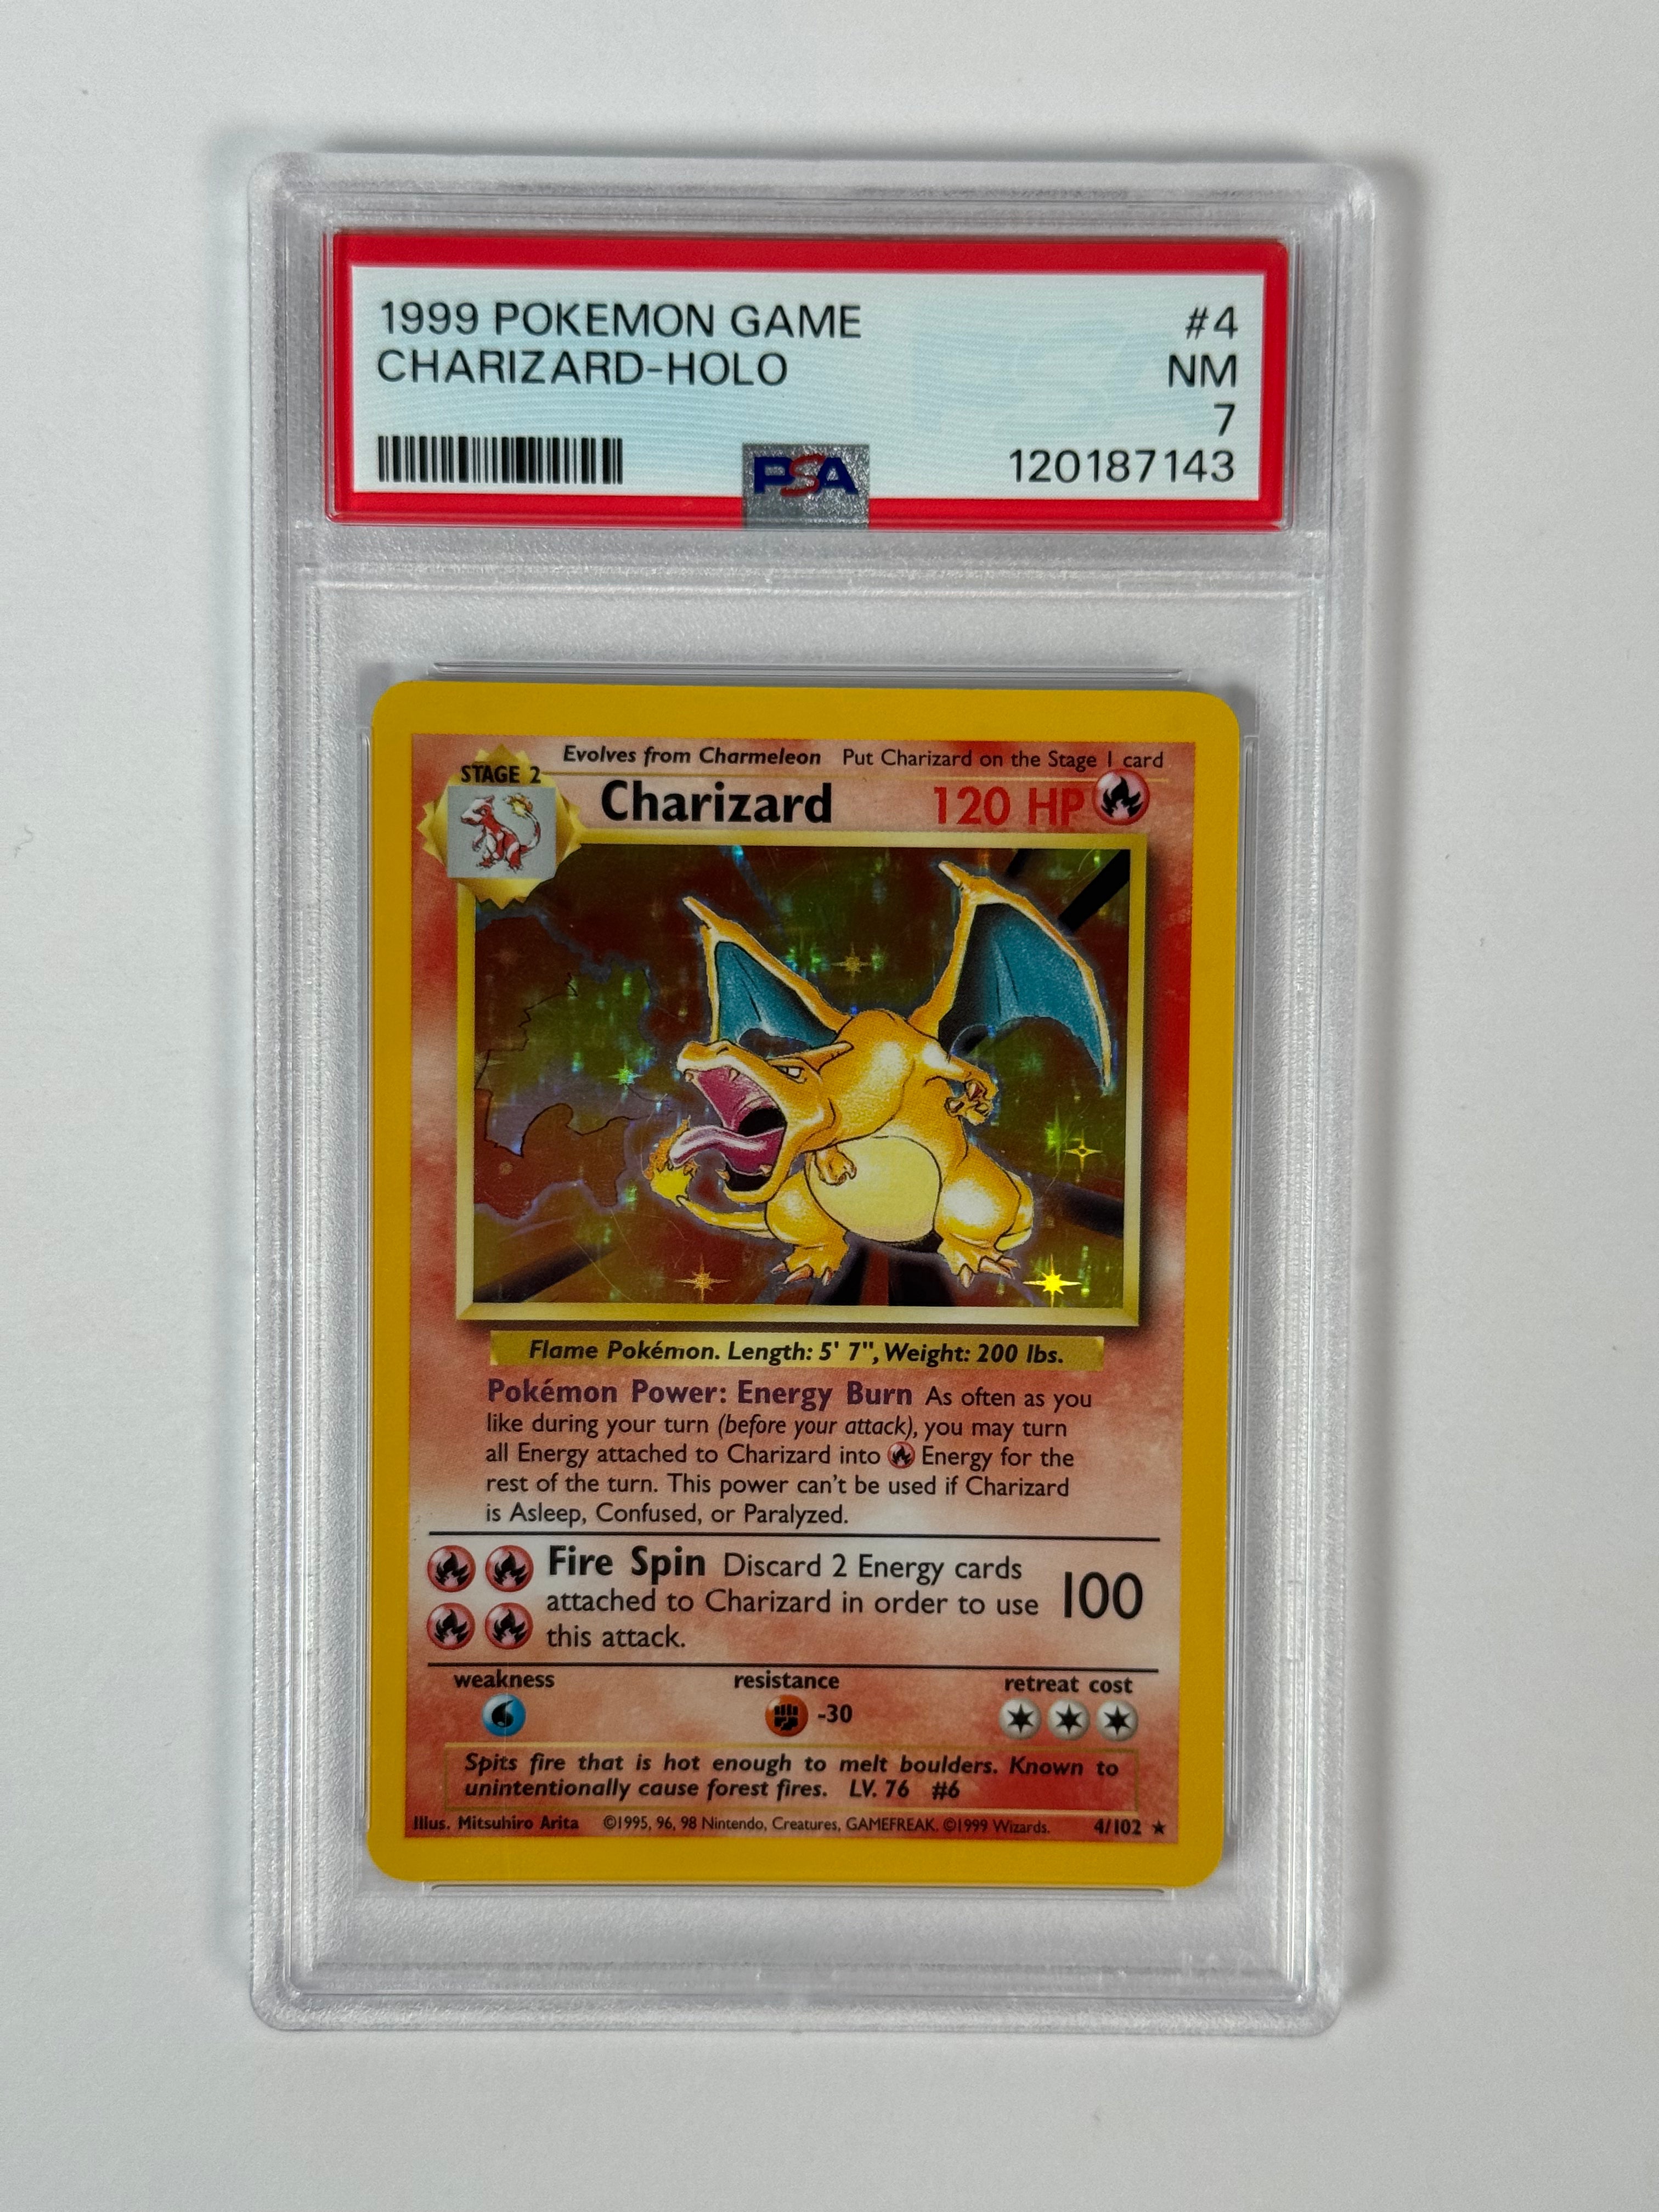 1999 POKEMON GAME #4
CHARIZARD-HOLO NM
7
PSA 120187143
Evolves from Charmeleon Put Charizard on the Stage 1 card
STAGE 2
Charizard 120 HP
Flame Pokémon. Length: 5' 7", Weight: 200 lbs.
Pokémon Power: Energy Burn As often as you
like during your turn (before your attack), you may turn
all Energy attached to Charizard into Energy for the
rest of the turn. This power can't be used if Charizard
is Asleep, Confused, or Paralyzed.
Fire Spin Discard 2 Energy cards
attached to Charizard in order to use 100
this attack.
weakness resistance retreat cost
-30
Spits fire that is hot enough to melt boulders. Known to
unintentionally cause forest fires. LV. 76 #6
Illus. Mitsuhiro Arita ©1995, 96, 98 Nintendo, Creatures, GAMEFREAK. ©1999 Wizards. 4/102 ★